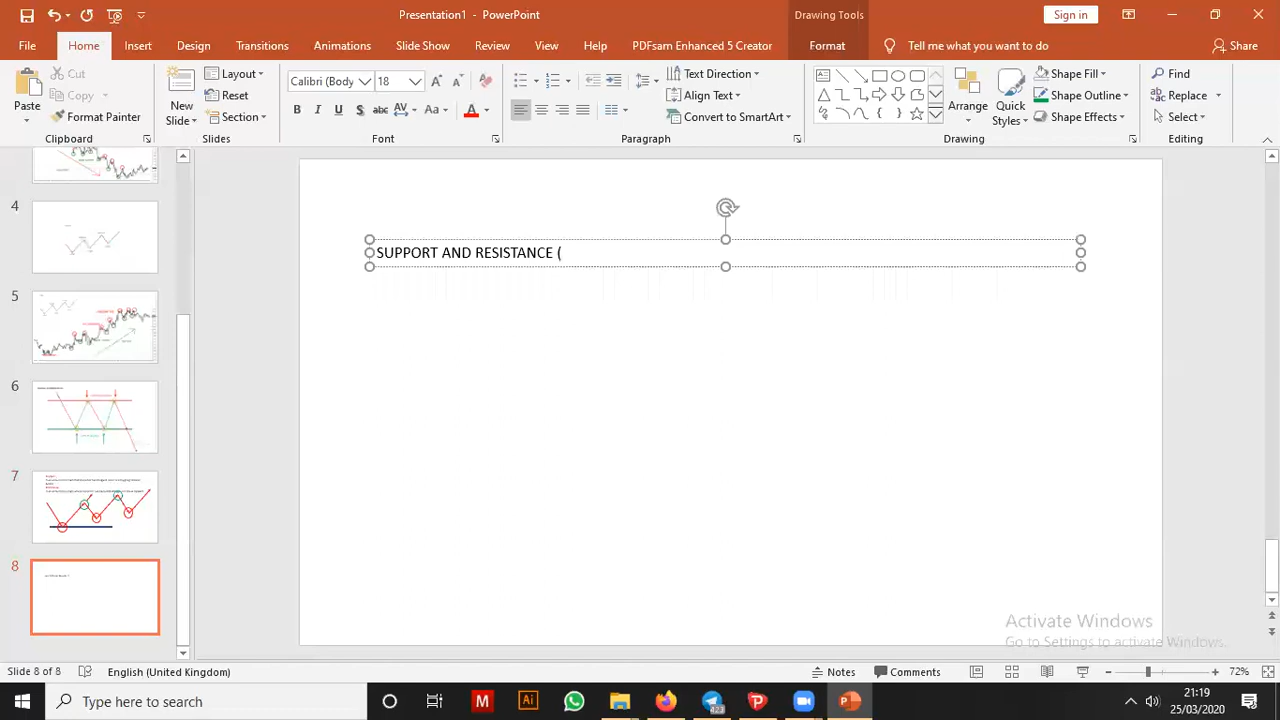 Presentation1 - PowerPoint
Drawing Tools
Sign in
File Home Insert Design Transitions Animations Slide Show Review View Help PDFsam Enhanced 5 Creator Format Tell me what you want to do Share
Paste
Cut
Copy
Format Painter
Clipboard
New Slide
Layout
Reset
Section
Slides
Calibri (Body 18
B I U S abc AV Aa A
Font
Text Direction
Align Text
Convert to SmartArt
Paragraph
Arrange
Quick Styles
Shape Fill
Shape Outline
Shape Effects
Drawing
Find
Replace
Select
Editing
4
5
6
7
8
SUPPORT AND RESISTANCE (
Activate Windows
Go to Settings to activate Windows.
Slide 8 of 8 English (United Kingdom) Notes Comments 72%
Type here to search
M
Ai
223
21:19
25/03/2020